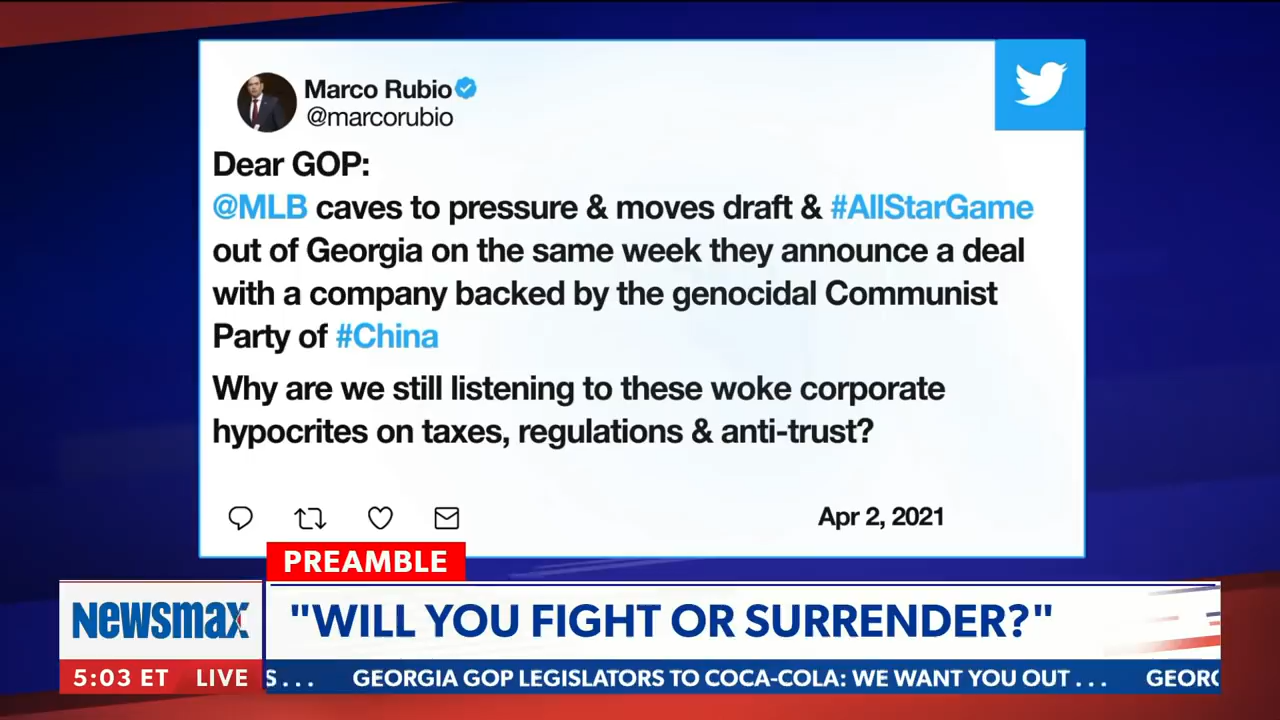 Marco Rubio
@marcorubio
Dear GOP:
@MLB caves to pressure & moves draft & #AllStarGame
out of Georgia on the same week they announce a deal
with a company backed by the genocidal Communist
Party of #China
Why are we still listening to these woke corporate
hypocrites on taxes, regulations & anti-trust?
Apr 2, 2021
PREAMBLE
NEWSMAX
"WILL YOU FIGHT OR SURRENDER?"
5:03 ET LIVE
S... GEORGIA GOP LEGISLATORS TO COCA-COLA: WE WANT YOU OUT... GEORG